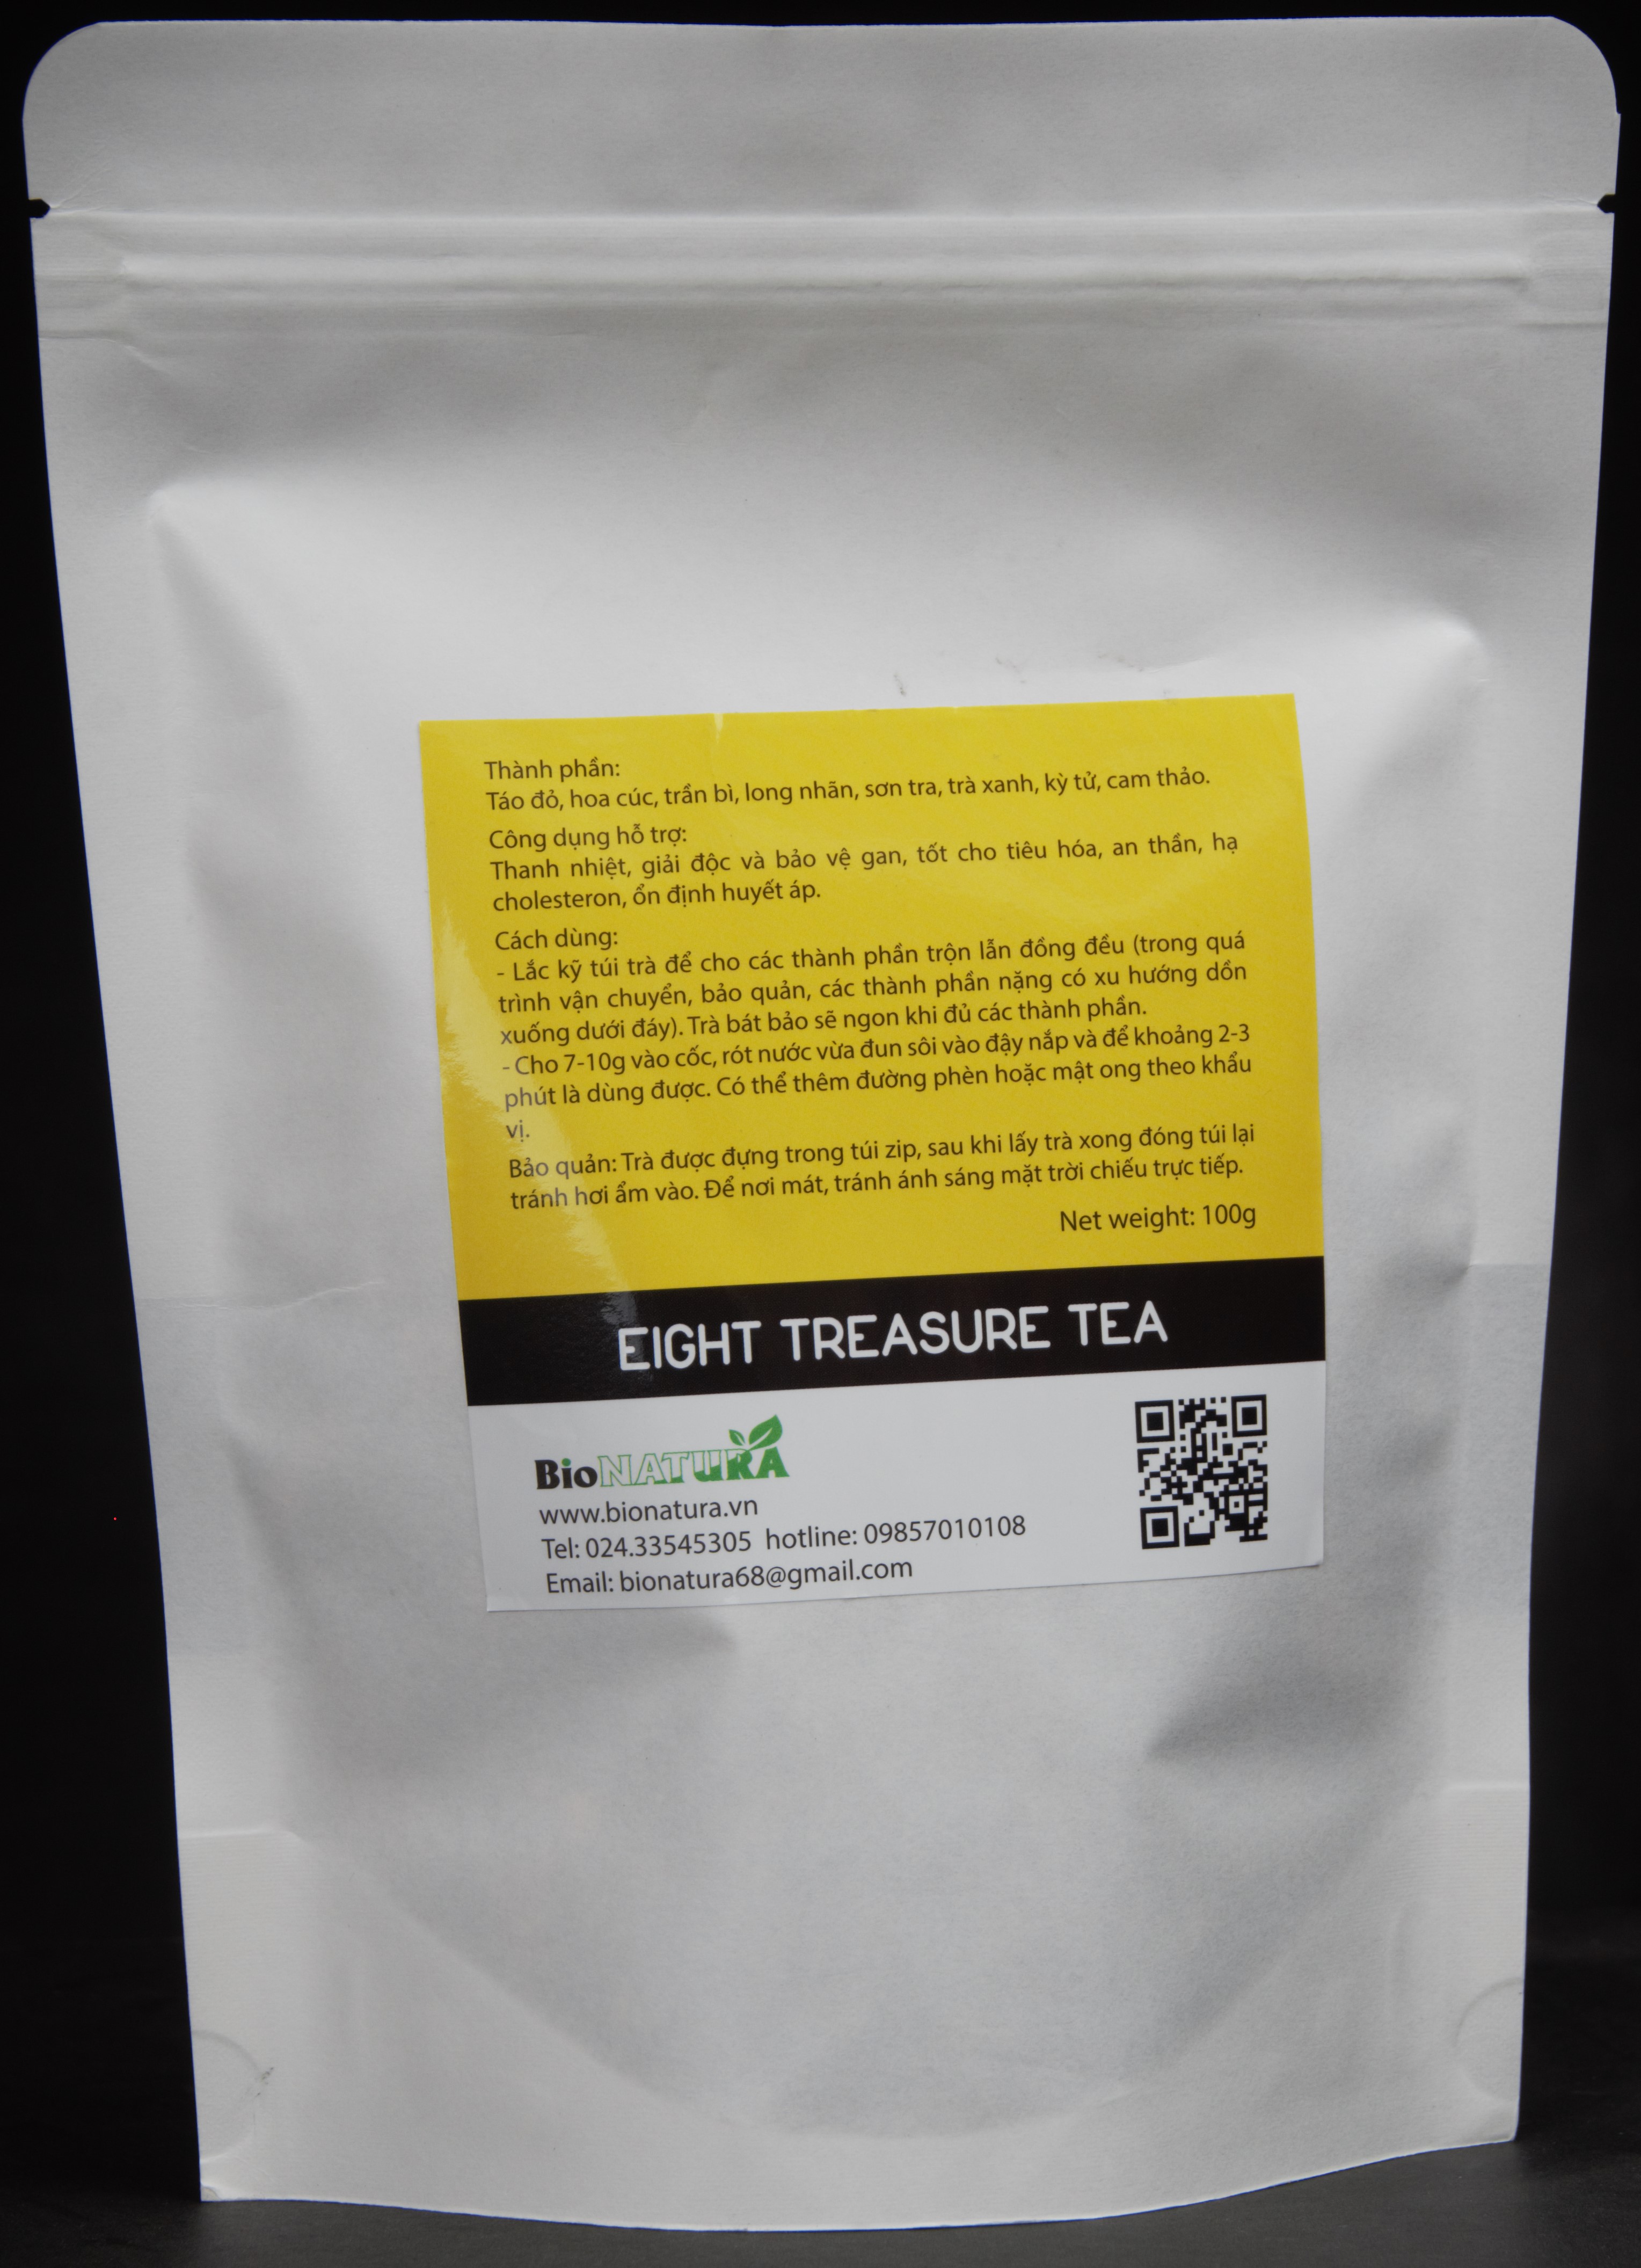 Thành phần:
Táo đỏ, hoa cúc, trần bì, long nhãn, sơn tra, trà xanh, kỳ tử, cam thảo.
Công dụng hỗ trợ:
Thanh nhiệt, giải độc và bảo vệ gan, tốt cho tiêu hóa, an thần, hạ
cholesteron, ổn định huyết áp.
Cách dùng:
- Lắc kỹ túi trà để cho các thành phần trộn lẫn đồng đều (trong quá
trình vận chuyển, bảo quản, các thành phần nặng có xu hướng dồn
xuống dưới đáy). Trà bát bảo sẽ ngon khi đủ các thành phần.
- Cho 7-10g vào cốc, rót nước vừa đun sôi vào đậy nắp và để khoảng 2-3
phút là dùng được. Có thể thêm đường phèn hoặc mật ong theo khẩu
vị.
Bảo quản: Trà được đựng trong túi zip, sau khi lấy trà xong đóng túi lại
tránh hơi ẩm vào. Để nơi mát, tránh ánh sáng mặt trời chiếu trực tiếp.
Net weight: 100g
EIGHT TREASURE TEA
BioNATURA
www.bionatura.vn
Tel: 024.33545305 hotline: 09857010108
Email: bionatura68@gmail.com